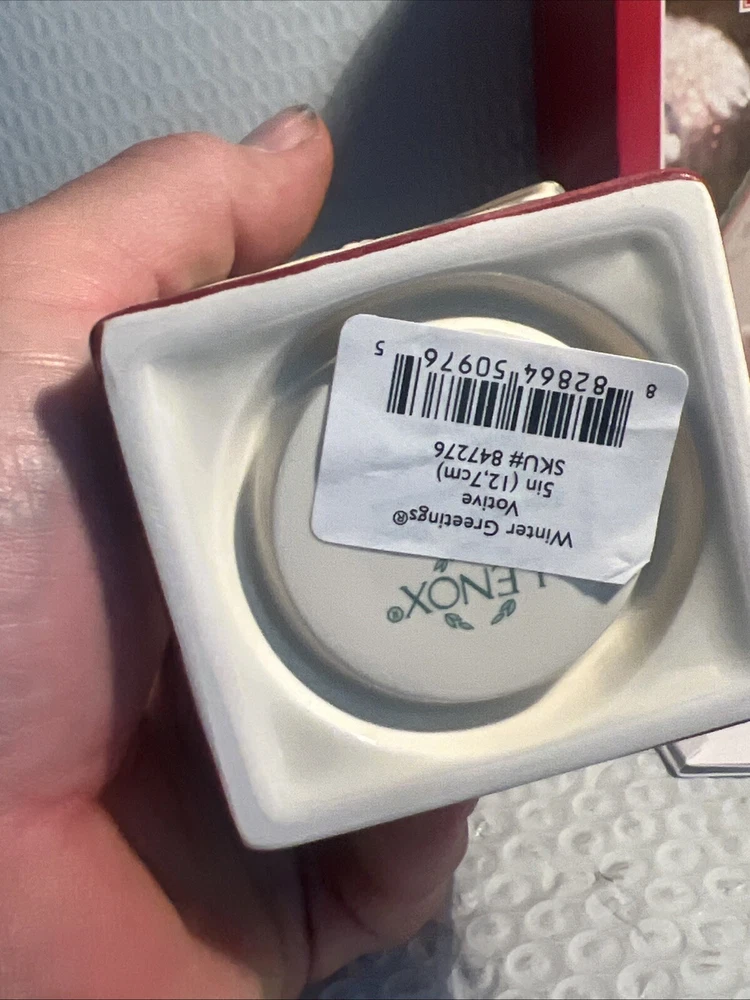 Winter Greetings®
Votive
5in (12,7cm)
SKU# 847276
8 82864 50976 5
LENOX®